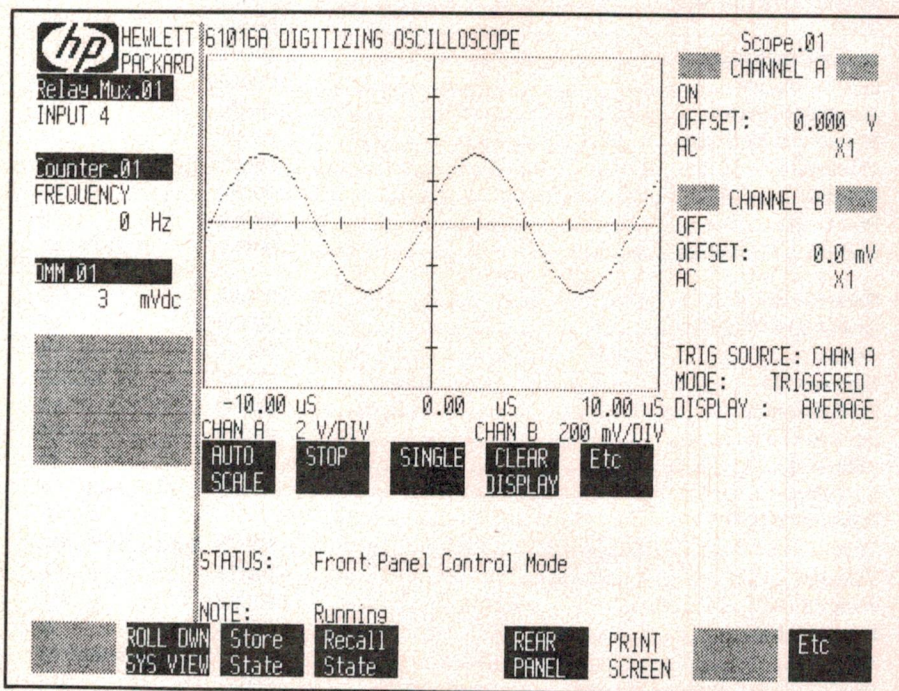 hp HEWLETT PACKARD
61016A DIGITIZING OSCILLOSCOPE
Relay.Mux.01
INPUT 4
Counter.01
FREQUENCY
0 Hz
DMM.01
3 mVdc
Scope.01
CHANNEL A
ON
OFFSET: 0.000 V
AC X1
CHANNEL B
OFF
OFFSET: 0.0 mV
AC X1
TRIG SOURCE: CHAN A
MODE: TRIGGERED
DISPLAY : AVERAGE
-10.00 uS 0.00 uS 10.00 uS
CHAN A 2 V/DIV CHAN B 200 mV/DIV
AUTO SCALE
STOP
SINGLE
CLEAR DISPLAY
Etc
STATUS: Front Panel Control Mode
NOTE: Running
ROLL DWN SYS VIEW
Store State
Recall State
REAR PANEL
PRINT SCREEN
Etc